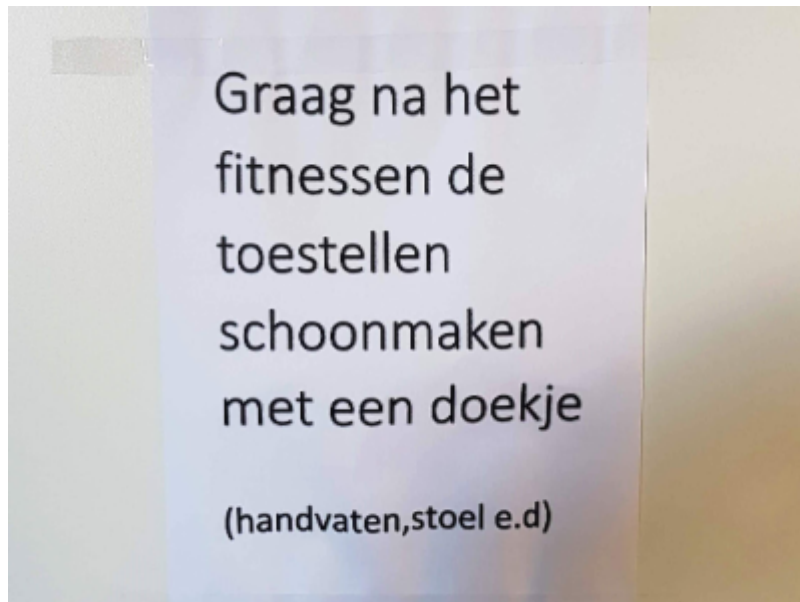 Graag na het
fitnessen de
toestellen
schoonmaken
met een doekje
(handvaten,stoel e.d)